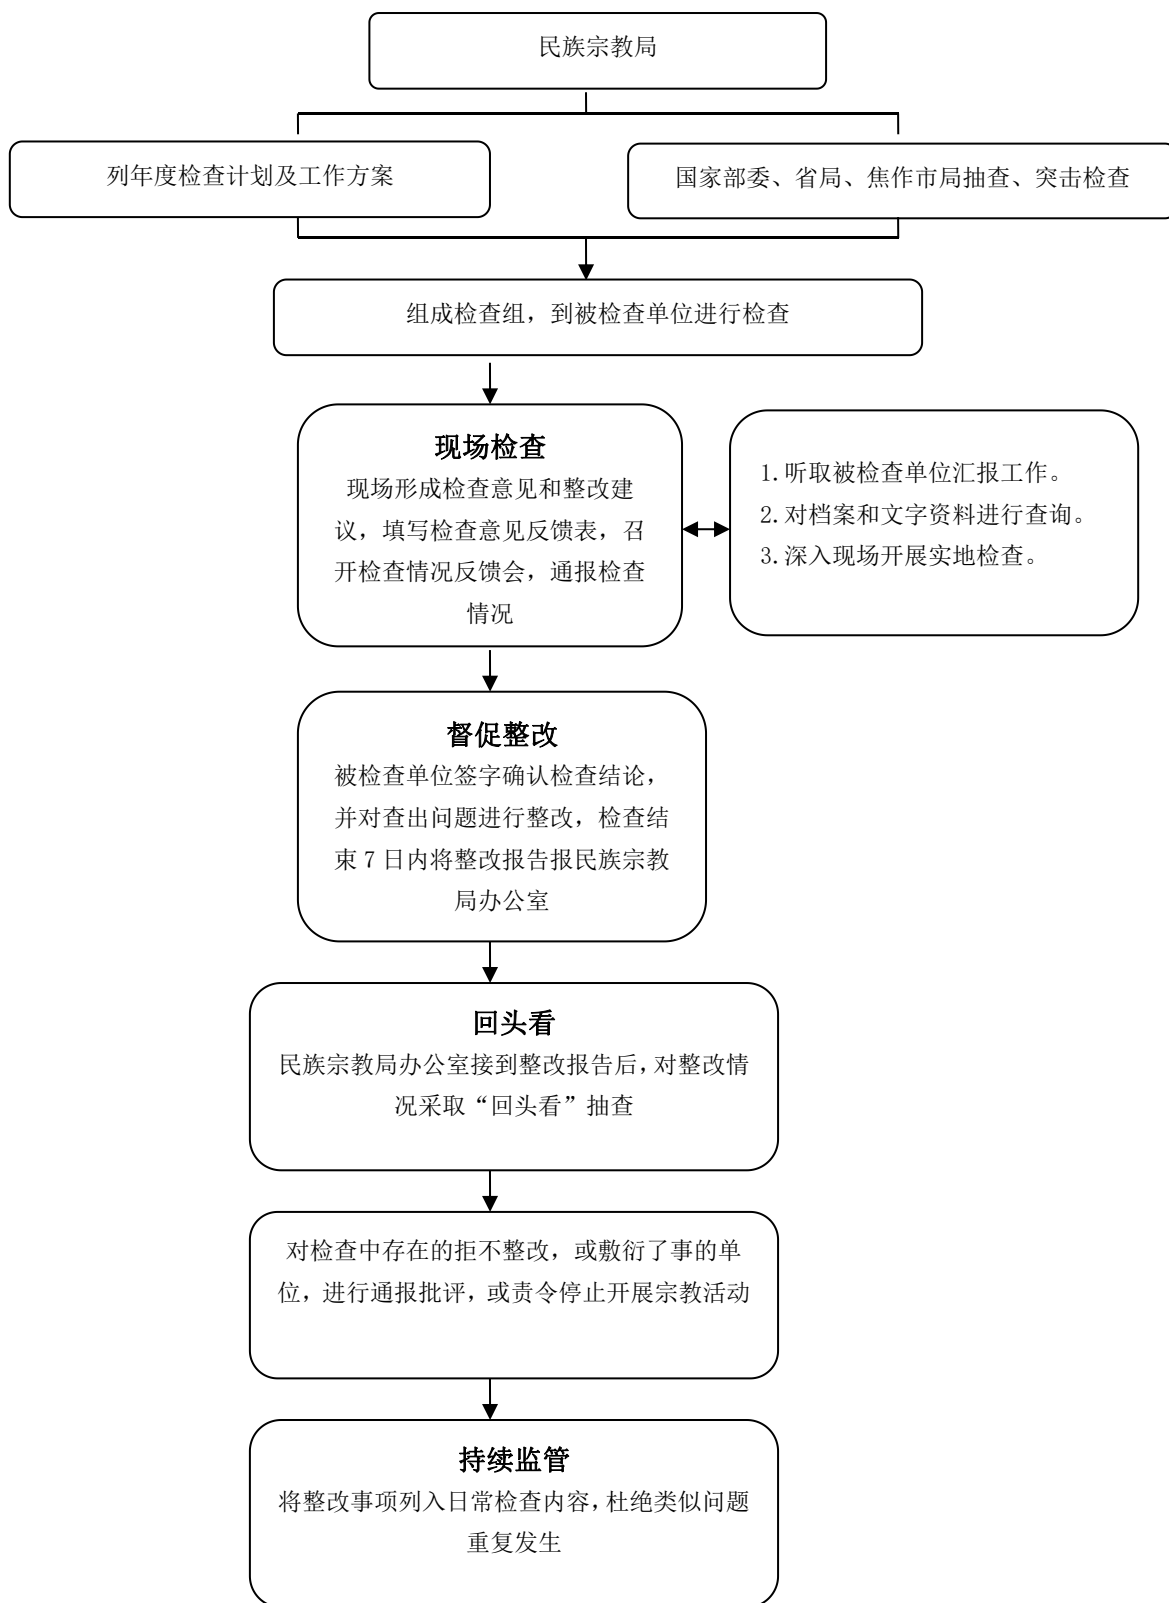 民族宗教局
列年度检查计划及工作方案
国家部委、省局、焦作市局抽查、突击检查
组成检查组，到被检查单位进行检查
现场检查
现场形成检查意见和整改建
议，填写检查意见反馈表，召
开检查情况反馈会，通报检查
情况
1.听取被检查单位汇报工作。
2.对档案和文字资料进行查询。
3.深入现场开展实地检查。
督促整改
被检查单位签字确认检查结论，
并对查出问题进行整改，检查结
束 7 日内将整改报告报民族宗教
局办公室
回头看
民族宗教局办公室接到整改报告后，对整改情
况采取“回头看”抽查
对检查中存在的拒不整改，或敷衍了事的单
位，进行通报批评，或责令停止开展宗教活动
持续监管
将整改事项列入日常检查内容，杜绝类似问题
重复发生